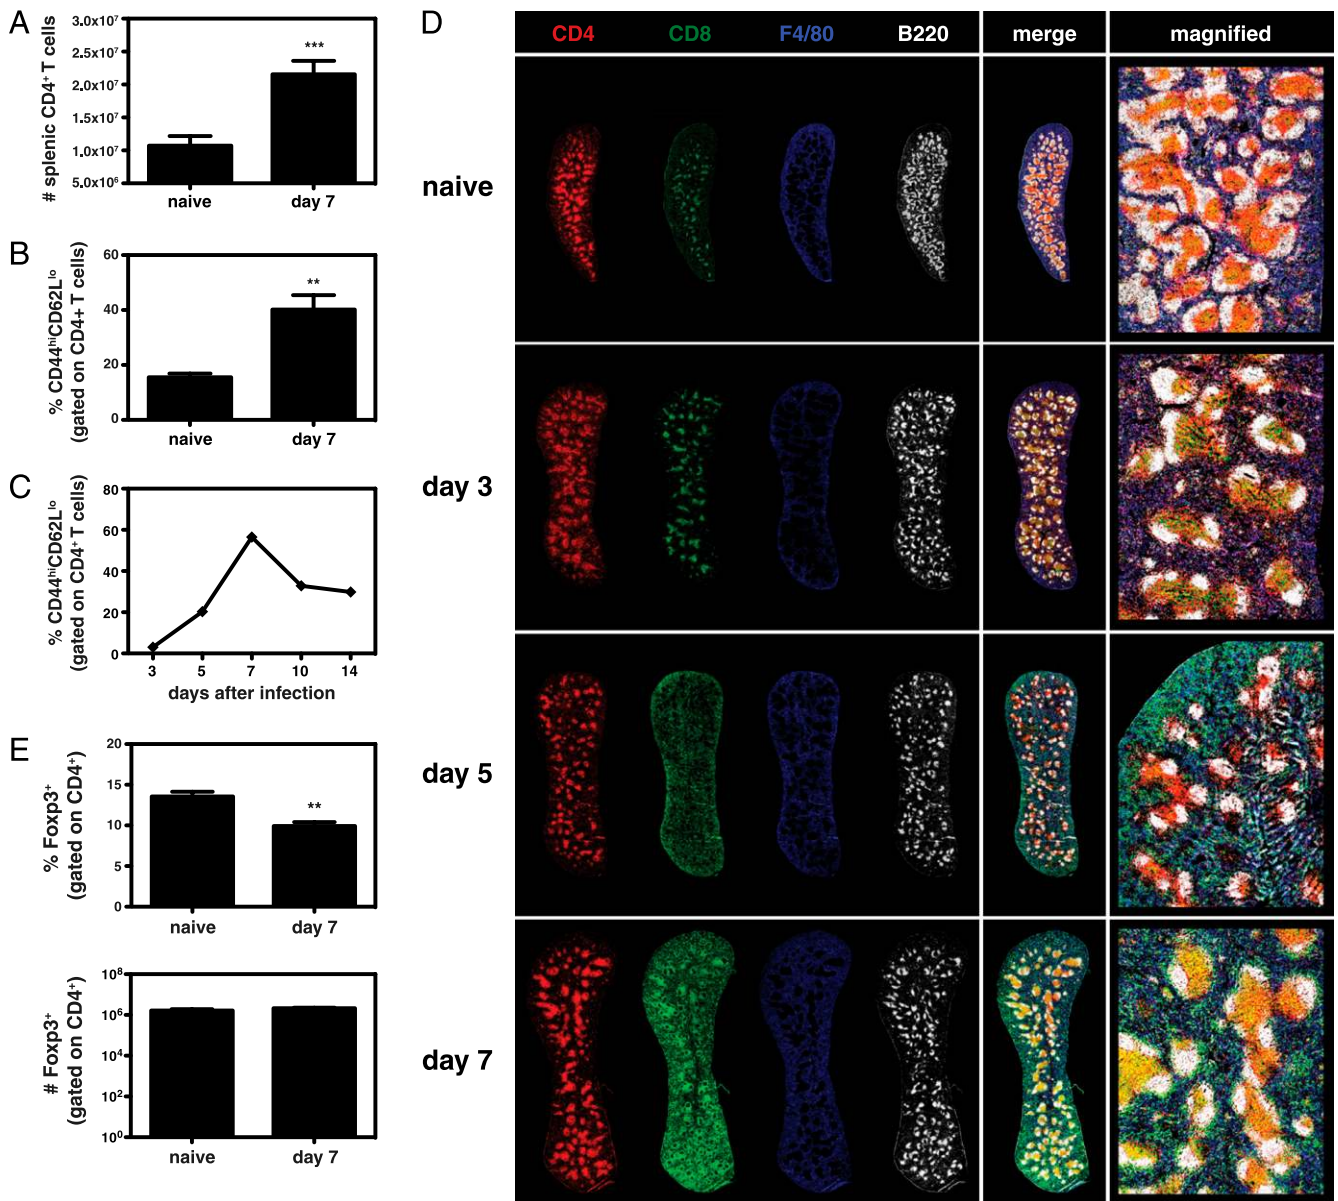 A
# splenic CD4⁺ T cells
3.0x10⁷
2.5x10⁷
2.0x10⁷
1.5x10⁷
1.0x10⁷
5.0x10⁶
***
naive day 7
B
% CD44ʰⁱCD62Lˡᵒ
(gated on CD4+ T cells)
60
40
20
0
**
naive day 7
C
% CD44ʰⁱCD62Lˡᵒ
(gated on CD4⁺ T cells)
80
60
40
20
0
3 5 7 10 14
days after infection
E
% Foxp3⁺
(gated on CD4⁺)
20
15
10
5
0
**
naive day 7
# Foxp3⁺
(gated on CD4⁺)
10⁸
10⁶
10⁴
10²
10⁰
naive day 7
D
CD4 CD8 F4/80 B220 merge magnified
naive
day 3
day 5
day 7